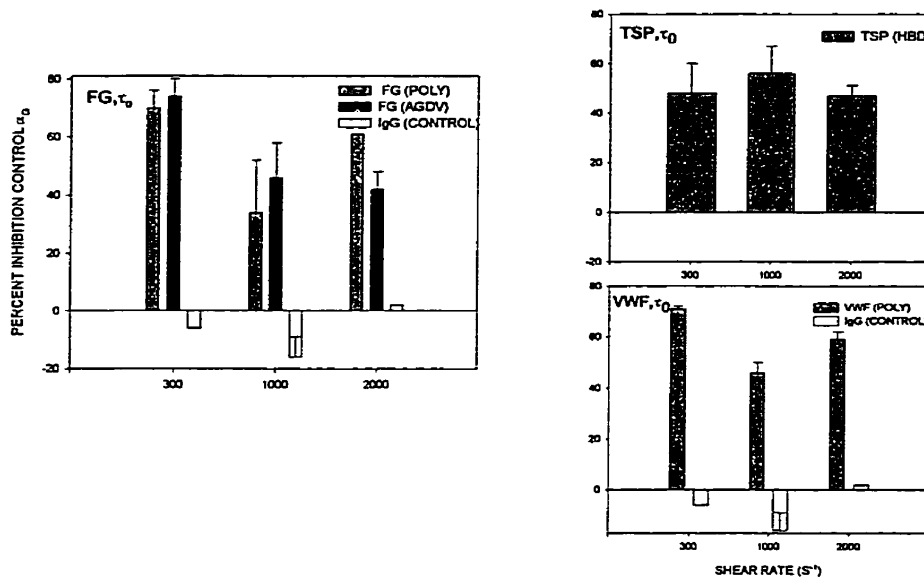 PERCENT INHIBITION CONTROL α₀
80
60
40
20
0
-20
FG,τ₀
FG (POLY)
FG (AGDV)
IgG (CONTROL)
300
1000
2000
80
60
40
20
0
-20
TSP,τ₀
TSP (HBD
300
1000
2000
80
60
40
20
0
VWF,τ₀
VWF (POLY)
IgG (CONTROL
300
1000
2000
SHEAR RATE (S⁻¹)